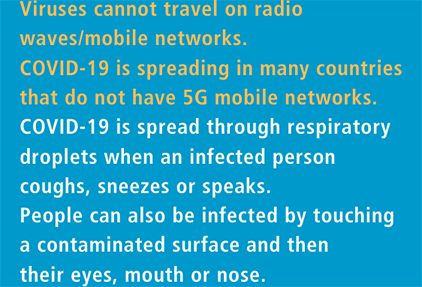 Viruses cannot travel on radio
waves/mobile networks.
COVID-19 is spreading in many countries
that do not have 5G mobile networks.
COVID-19 is spread through respiratory
droplets when an infected person
coughs, sneezes or speaks.
People can also be infected by touching
a contaminated surface and then
their eyes, mouth or nose.